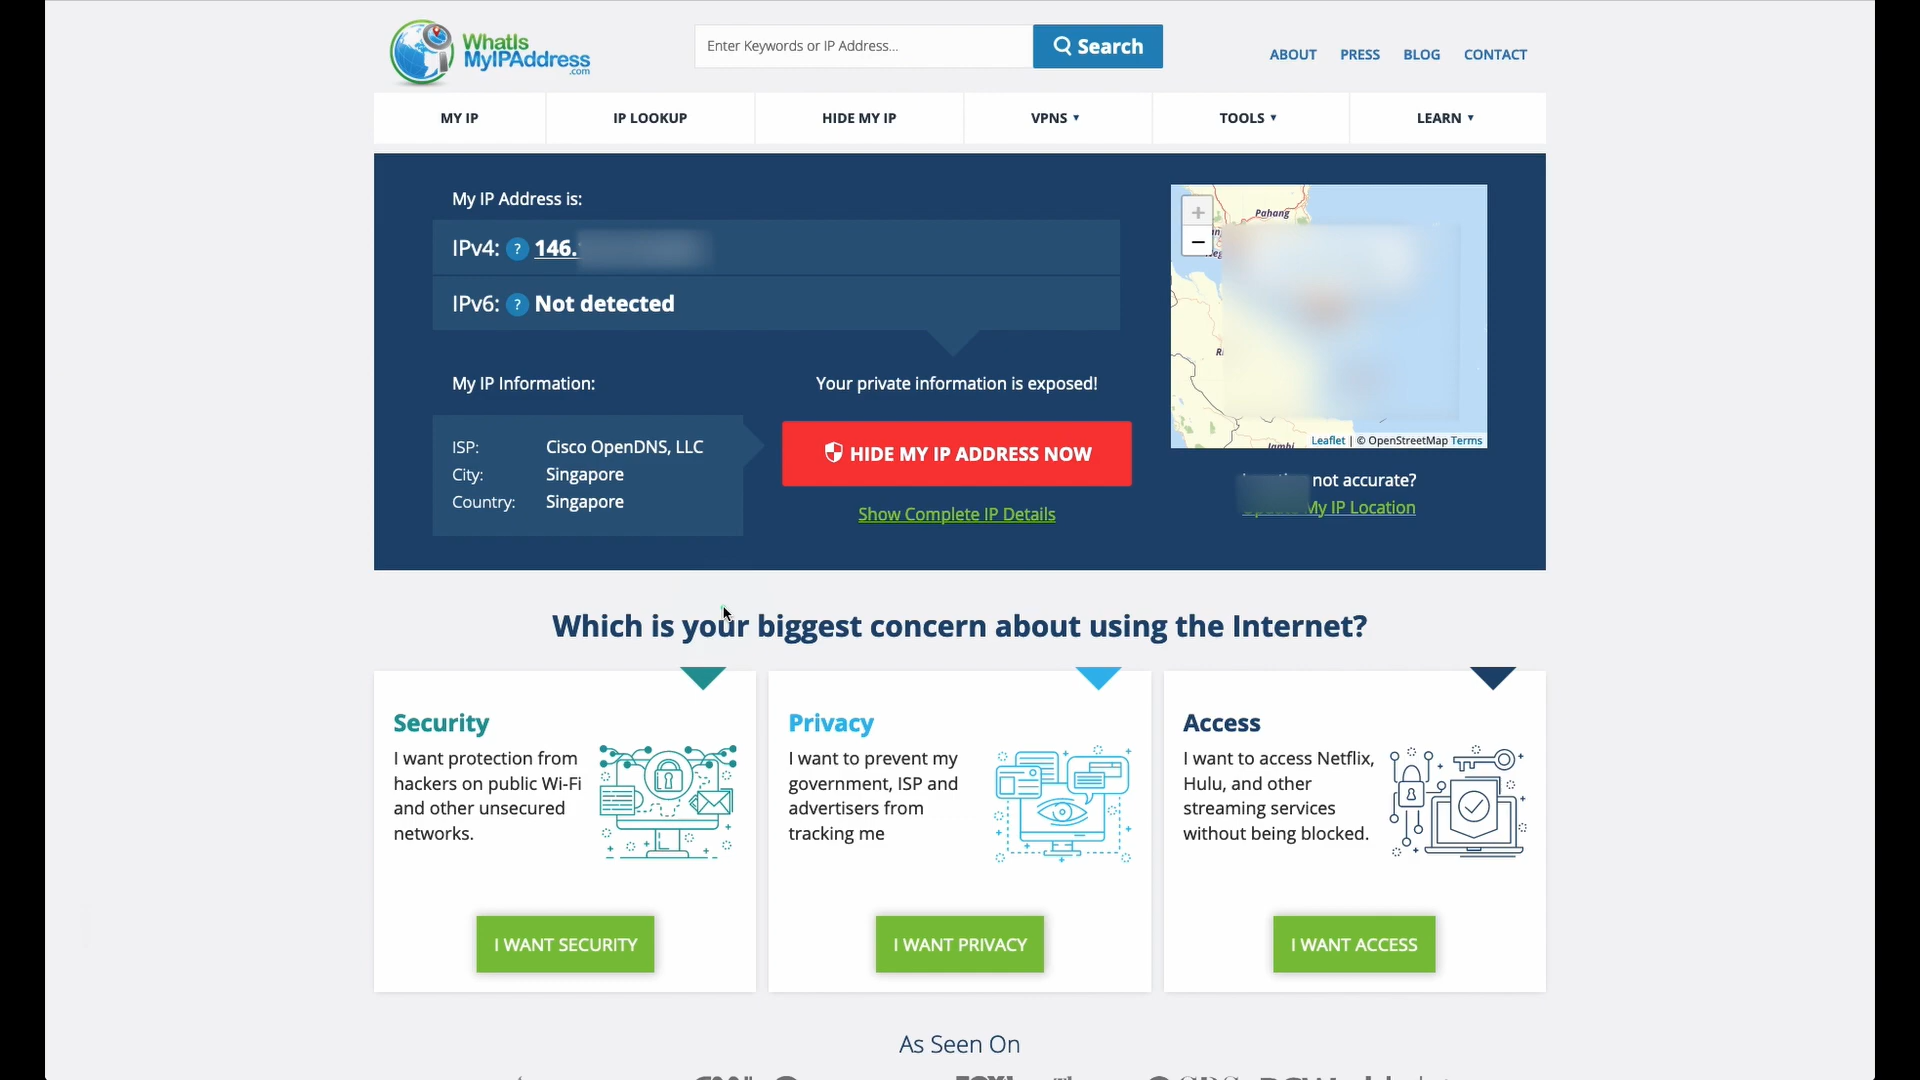 WhatIs
MyIPAddress
.com
Enter Keywords or IP Address...
Search
ABOUT
PRESS
BLOG
CONTACT
MY IP
IP LOOKUP
HIDE MY IP
VPNS ▼
TOOLS ▼
LEARN ▼
My IP Address is:
IPv4: ? 146.
IPv6: ? Not detected
My IP Information:
ISP: Cisco OpenDNS, LLC
City: Singapore
Country: Singapore
Your private information is exposed!
HIDE MY IP ADDRESS NOW
Show Complete IP Details
+
−
Pahang
Jambi
Leaflet | © OpenStreetMap Terms
not accurate?
My IP Location
Which is your biggest concern about using the Internet?
Security
I want protection from
hackers on public Wi-Fi
and other unsecured
networks.
I WANT SECURITY
Privacy
I want to prevent my
government, ISP and
advertisers from
tracking me
I WANT PRIVACY
Access
I want to access Netflix,
Hulu, and other
streaming services
without being blocked.
I WANT ACCESS
As Seen On